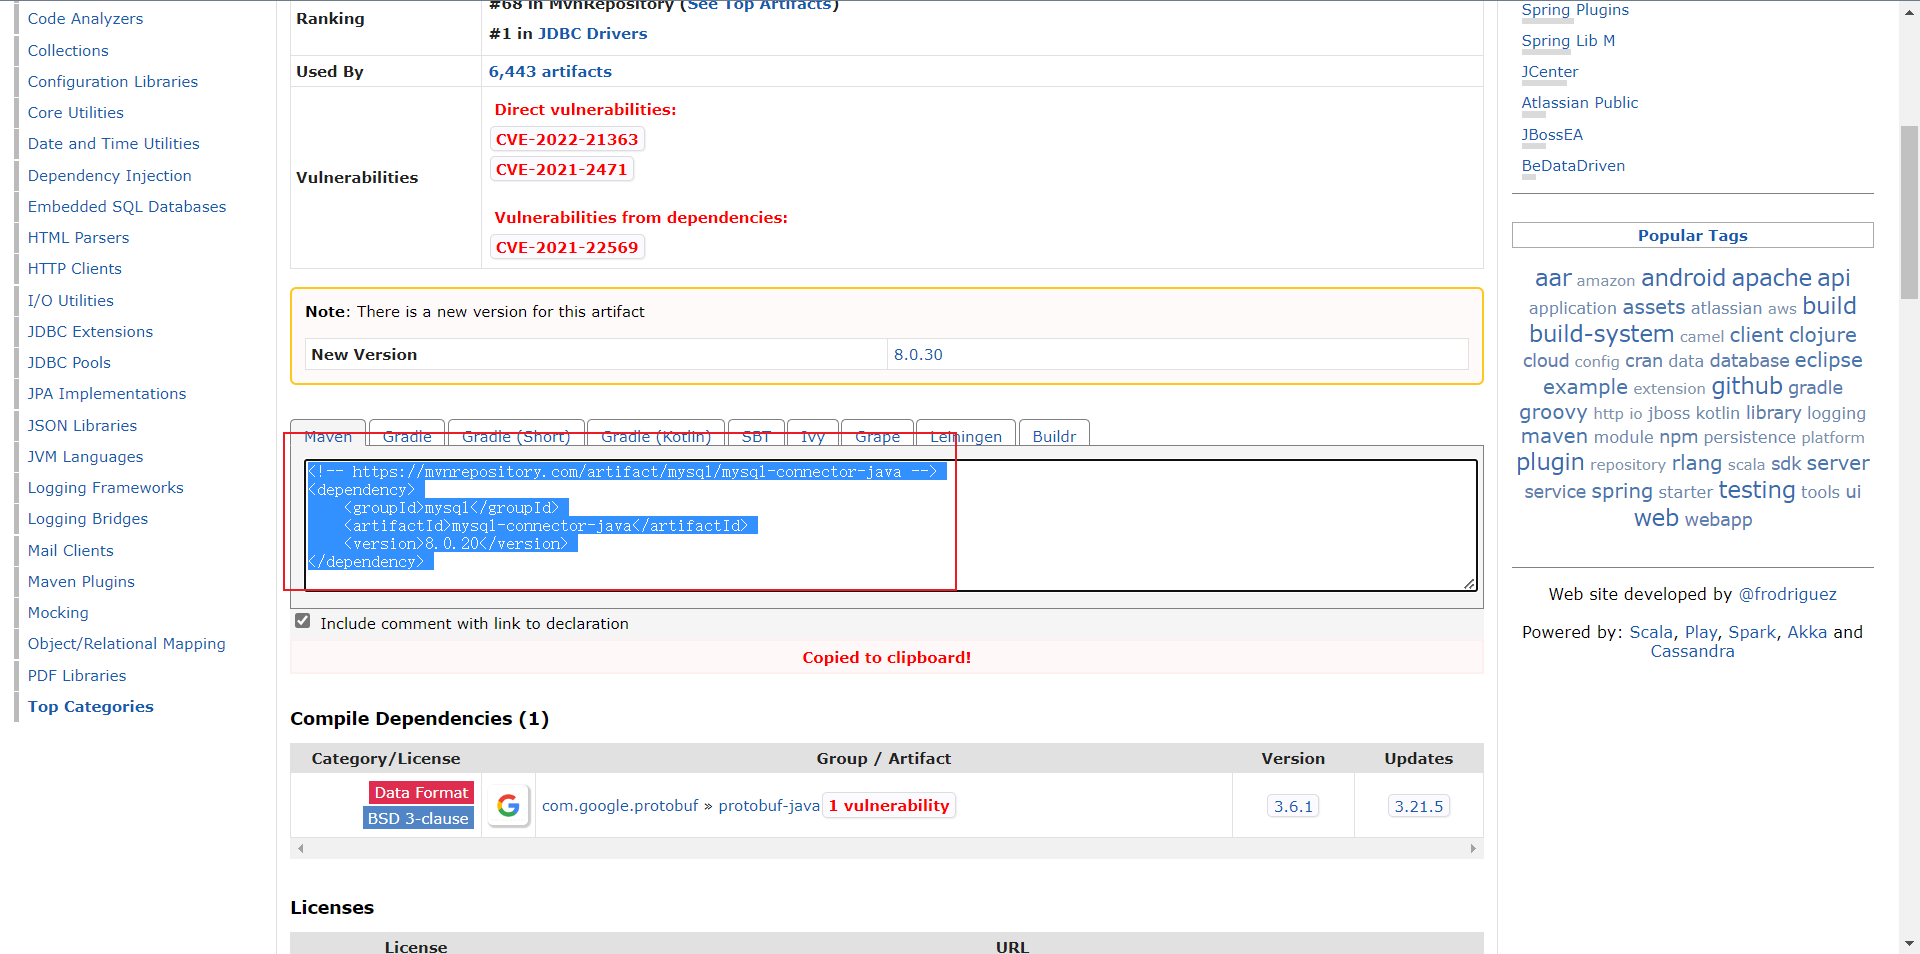 Code Analyzers
Collections
Configuration Libraries
Core Utilities
Date and Time Utilities
Dependency Injection
Embedded SQL Databases
HTML Parsers
HTTP Clients
I/O Utilities
JDBC Extensions
JDBC Pools
JPA Implementations
JSON Libraries
JVM Languages
Logging Frameworks
Logging Bridges
Mail Clients
Maven Plugins
Mocking
Object/Relational Mapping
PDF Libraries
Top Categories
Ranking
#68 in MvnRepository (See Top Artifacts)
#1 in JDBC Drivers
Used By
6,443 artifacts
Vulnerabilities
Direct vulnerabilities:
CVE-2022-21363
CVE-2021-2471
Vulnerabilities from dependencies:
CVE-2021-22569
Note: There is a new version for this artifact
New Version
8.0.30
Maven
Gradle
Gradle (Short)
Gradle (Kotlin)
SBT
Ivy
Grape
Leiningen
Buildr
<!-- https://mvnrepository.com/artifact/mysql/mysql-connector-java -->
<dependency>
    <groupId>mysql</groupId>
    <artifactId>mysql-connector-java</artifactId>
    <version>8.0.20</version>
</dependency>
Include comment with link to declaration
Copied to clipboard!
Compile Dependencies (1)
Category/License
Group / Artifact
Version
Updates
Data Format
BSD 3-clause
com.google.protobuf » protobuf-java 1 vulnerability
3.6.1
3.21.5
Licenses
License
URL
Spring Plugins
Spring Lib M
JCenter
Atlassian Public
JBossEA
BeDataDriven
Popular Tags
aar amazon android apache api
application assets atlassian aws build
build-system camel client clojure
cloud config cran data database eclipse
example extension github gradle
groovy http io jboss kotlin library logging
maven module npm persistence platform
plugin repository rlang scala sdk server
service spring starter testing tools ui
web webapp
Web site developed by @frodriguez
Powered by: Scala, Play, Spark, Akka and
Cassandra